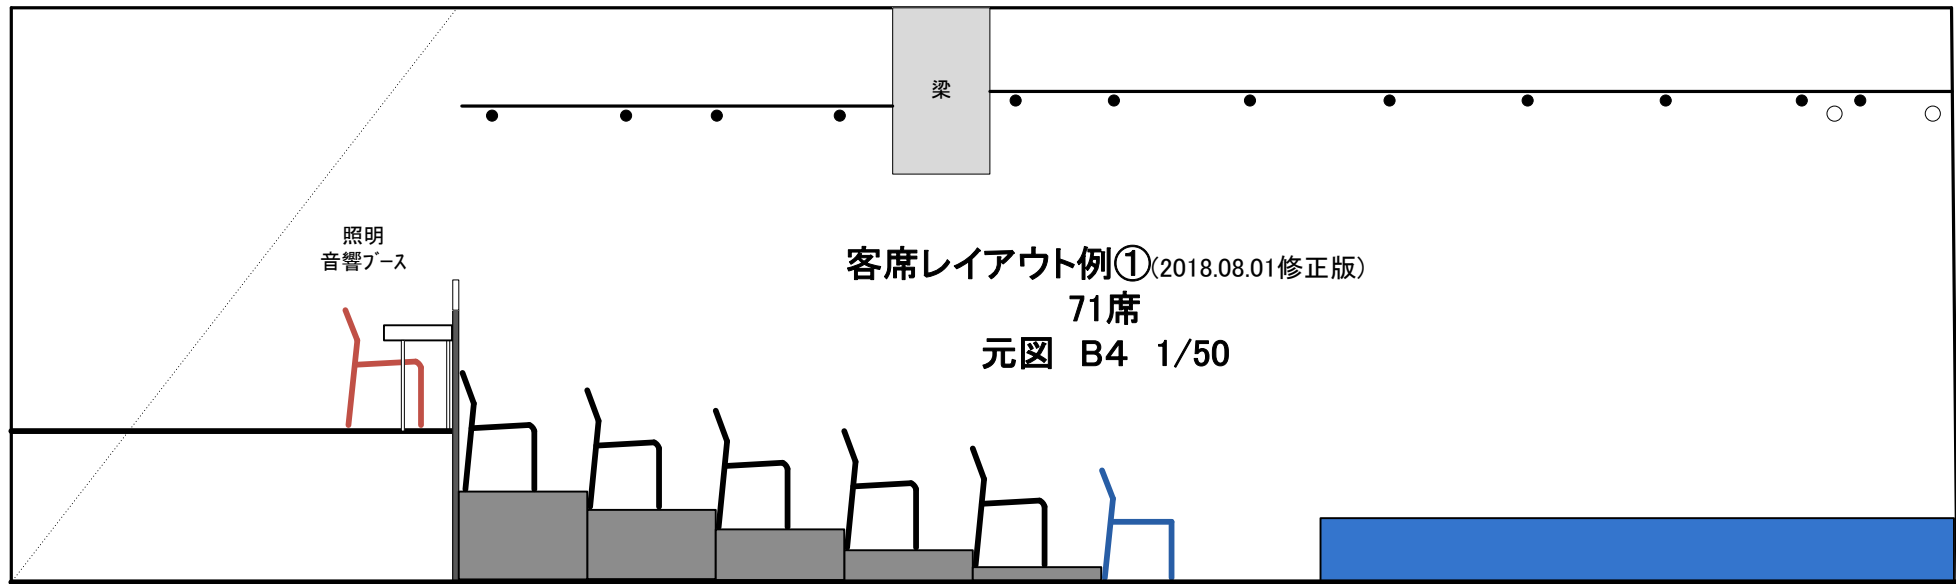 梁
照明
音響ﾌﾞｰｽ
客席レイアウト例①(2018.08.01修正版)
71席
元図　B4　1/50